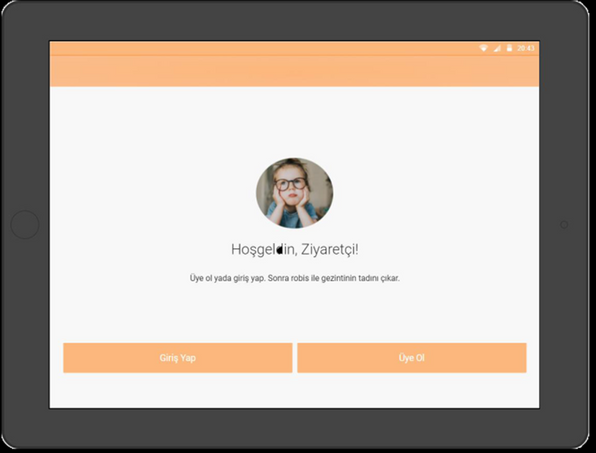 20:43
Hoşgeldin, Ziyaretçi!
Üye ol yada giriş yap. Sonra robis ile gezintinin tadını çıkar.
Giriş Yap
Üye Ol